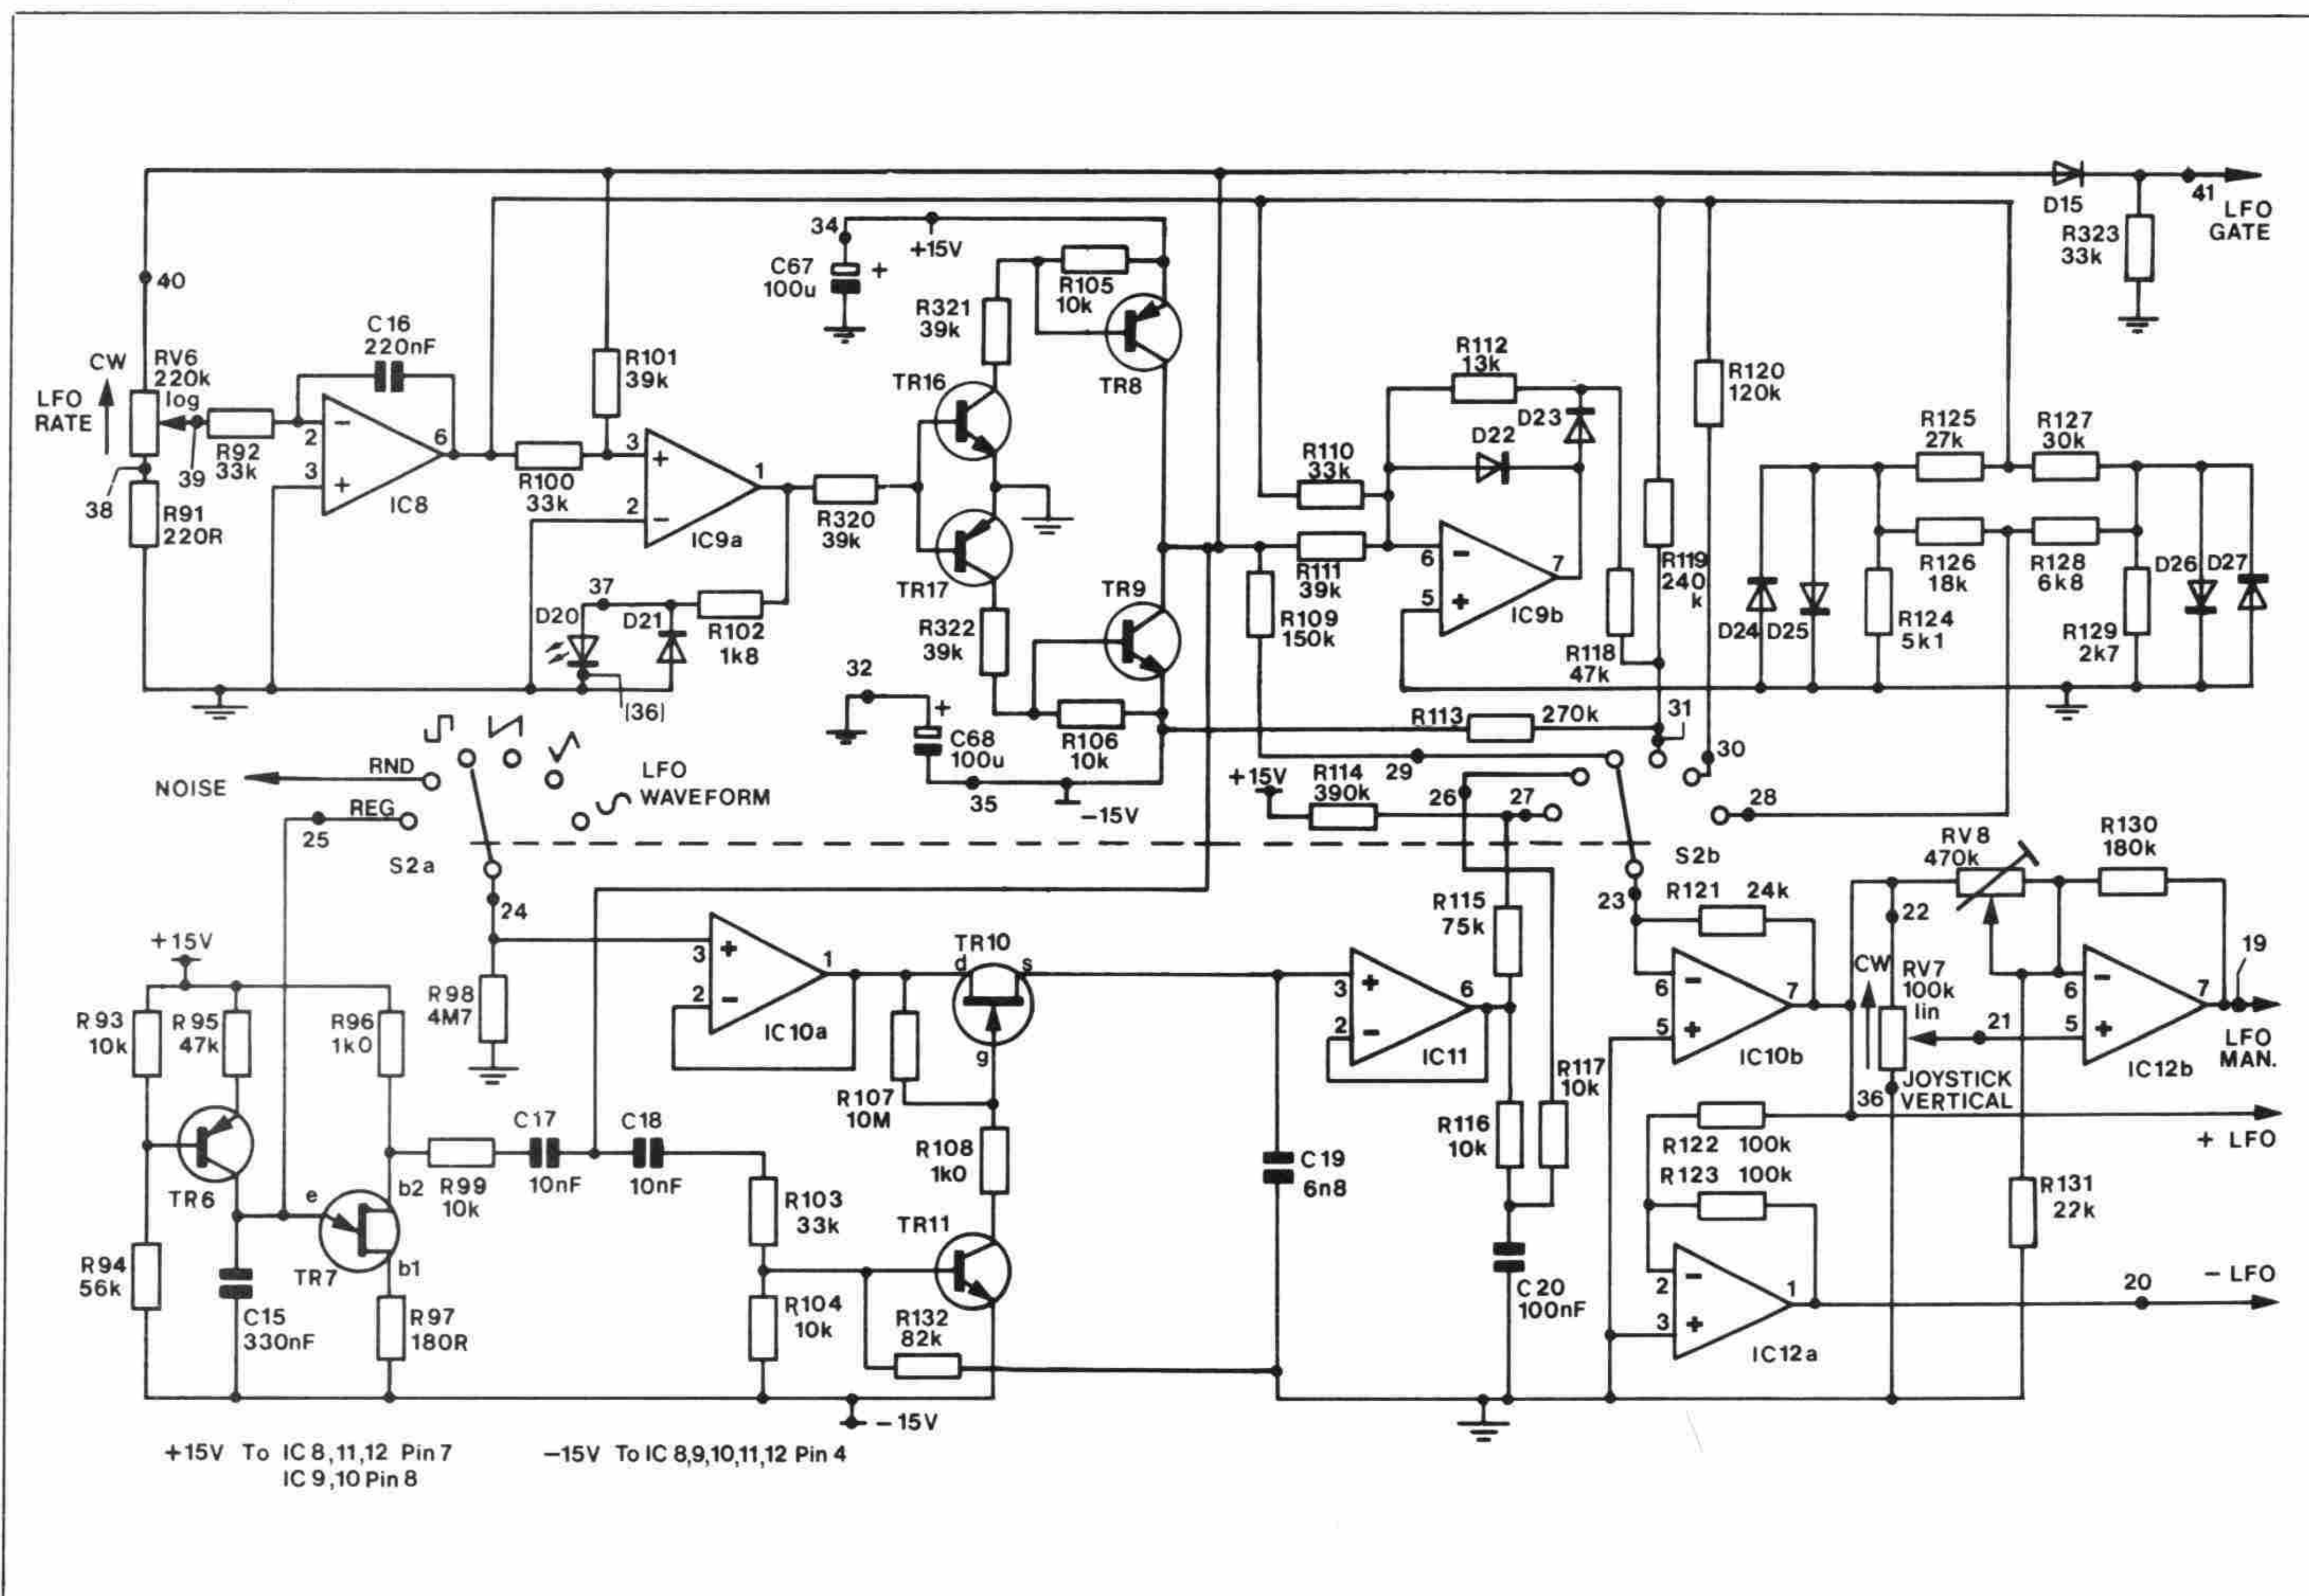 40
CW
LFO
RATE
RV6
220k
log
38
39
R91
220R
R92
33k
C16
220nF
2
3
6
IC8
R101
39k
R100
33k
3
2
1
IC9a
37
D20
D21
(36)
R102
1k8
R320
39k
34
+15V
C67
100u
+
R321
39k
R105
10k
TR16
TR8
TR17
TR9
R322
39k
32
+
C68
100u
R106
10k
35
-15V
R112
13k
D23
D22
R110
33k
R111
39k
R109
150k
6
5
7
IC9b
R118
47k
R119
240
k
R120
120k
R113
270k
31
30
29
28
D15
41
LFO
GATE
R323
33k
R125
27k
R127
30k
R126
18k
R128
6k8
D26
D27
D24
D25
R124
5k1
R129
2k7
NOISE
RND
REG
25
LFO
WAVEFORM
S2a
24
+15V
R114
390k
26
27
S2b
23
+15V
R93
10k
R95
47k
R96
1k0
R98
4M7
3
2
1
IC10a
TR10
d
s
g
R107
10M
R108
1k0
TR6
e
b2
b1
TR7
R94
56k
C15
330nF
R97
180R
R99
10k
C17
10nF
C18
10nF
R103
33k
R104
10k
TR11
R132
82k
C19
6n8
R115
75k
3
2
6
IC11
R116
10k
R117
10k
C20
100nF
R121
24k
6
5
7
IC10b
RV8
470k
R130
180k
22
CW
RV7
100k
lin
21
6
5
7
IC12b
19
LFO
MAN.
36
JOYSTICK
VERTICAL
R122
100k
R123
100k
+ LFO
R131
22k
2
3
1
IC12a
20
- LFO
-15V
+15V To IC 8,11,12 Pin 7
IC 9,10 Pin 8
-15V To IC 8,9,10,11,12 Pin 4